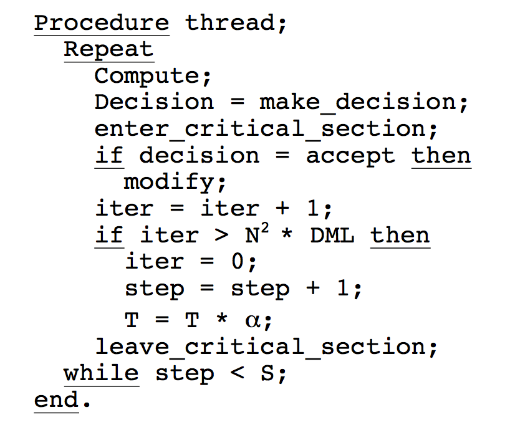 Procedure thread;
Repeat
Compute;
Decision = make_decision;
enter_critical_section;
if decision = accept then
modify;
iter = iter + 1;
if iter > N² * DML then
iter = 0;
step = step + 1;
T = T * α;
leave_critical_section;
while step < S;
end.